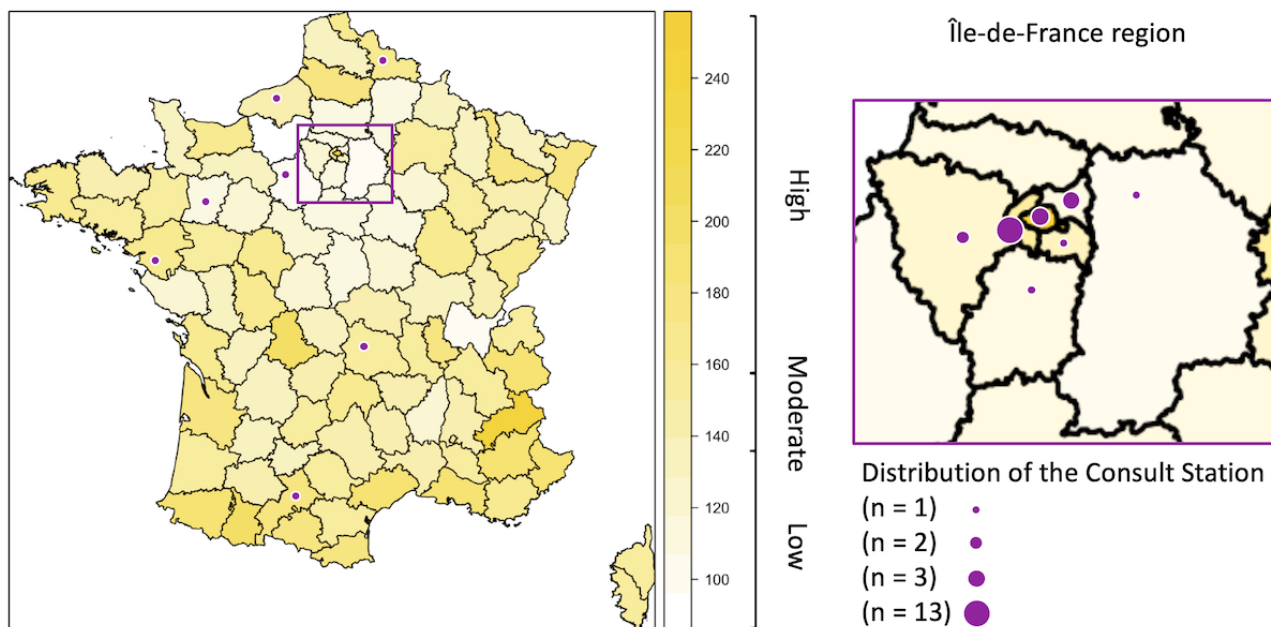 Île-de-France region
240
220
200
180
160
140
120
100
High
Moderate
Low
Distribution of the Consult Station
(n = 1)
(n = 2)
(n = 3)
(n = 13)